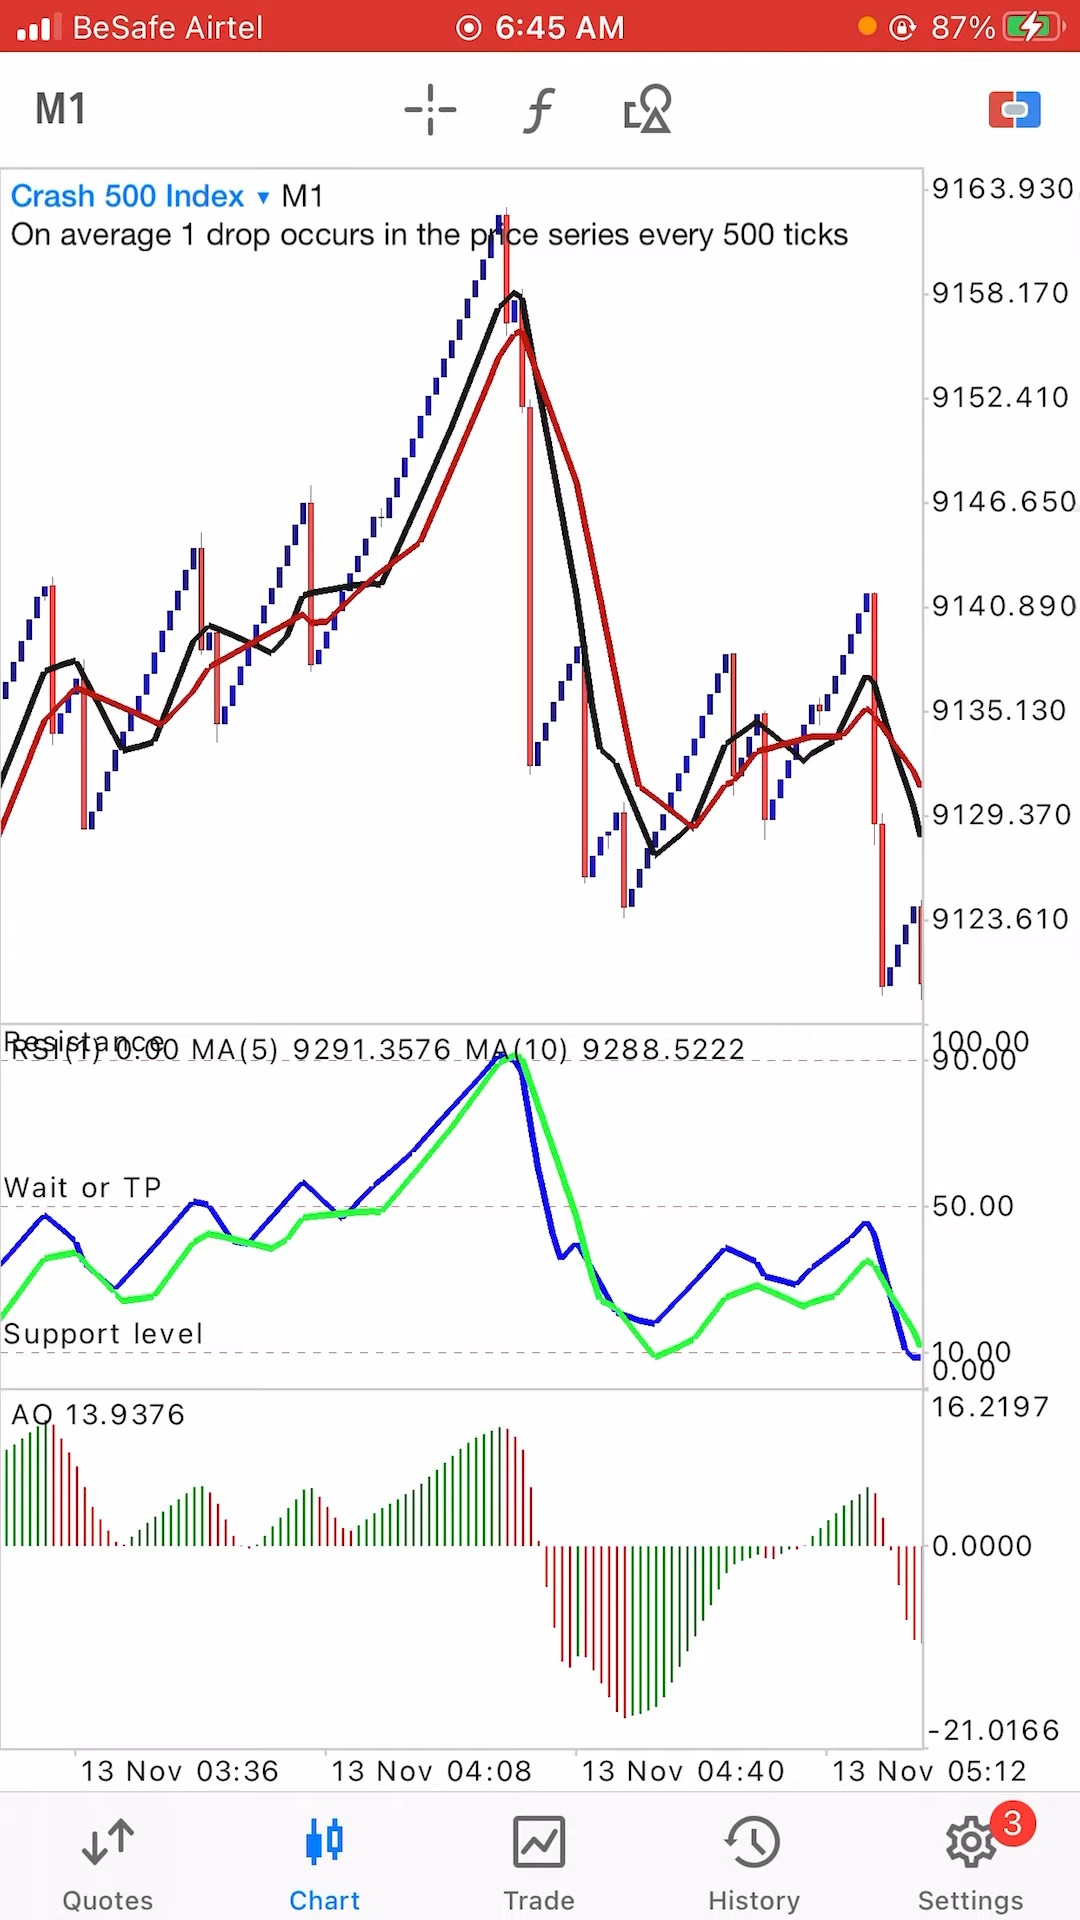 BeSafe Airtel 6:45 AM 87%
M1
Crash 500 Index ▾ M1
On average 1 drop occurs in the price series every 500 ticks
9163.930
9158.170
9152.410
9146.650
9140.890
9135.130
9129.370
9123.610
Resistance
RSI(1) 0.00 MA(5) 9291.3576 MA(10) 9288.5222
100.00
90.00
Wait or TP
50.00
Support level
10.00
0.00
AO 13.9376
16.2197
0.0000
-21.0166
13 Nov 03:36 13 Nov 04:08 13 Nov 04:40 13 Nov 05:12
3
Quotes Chart Trade History Settings